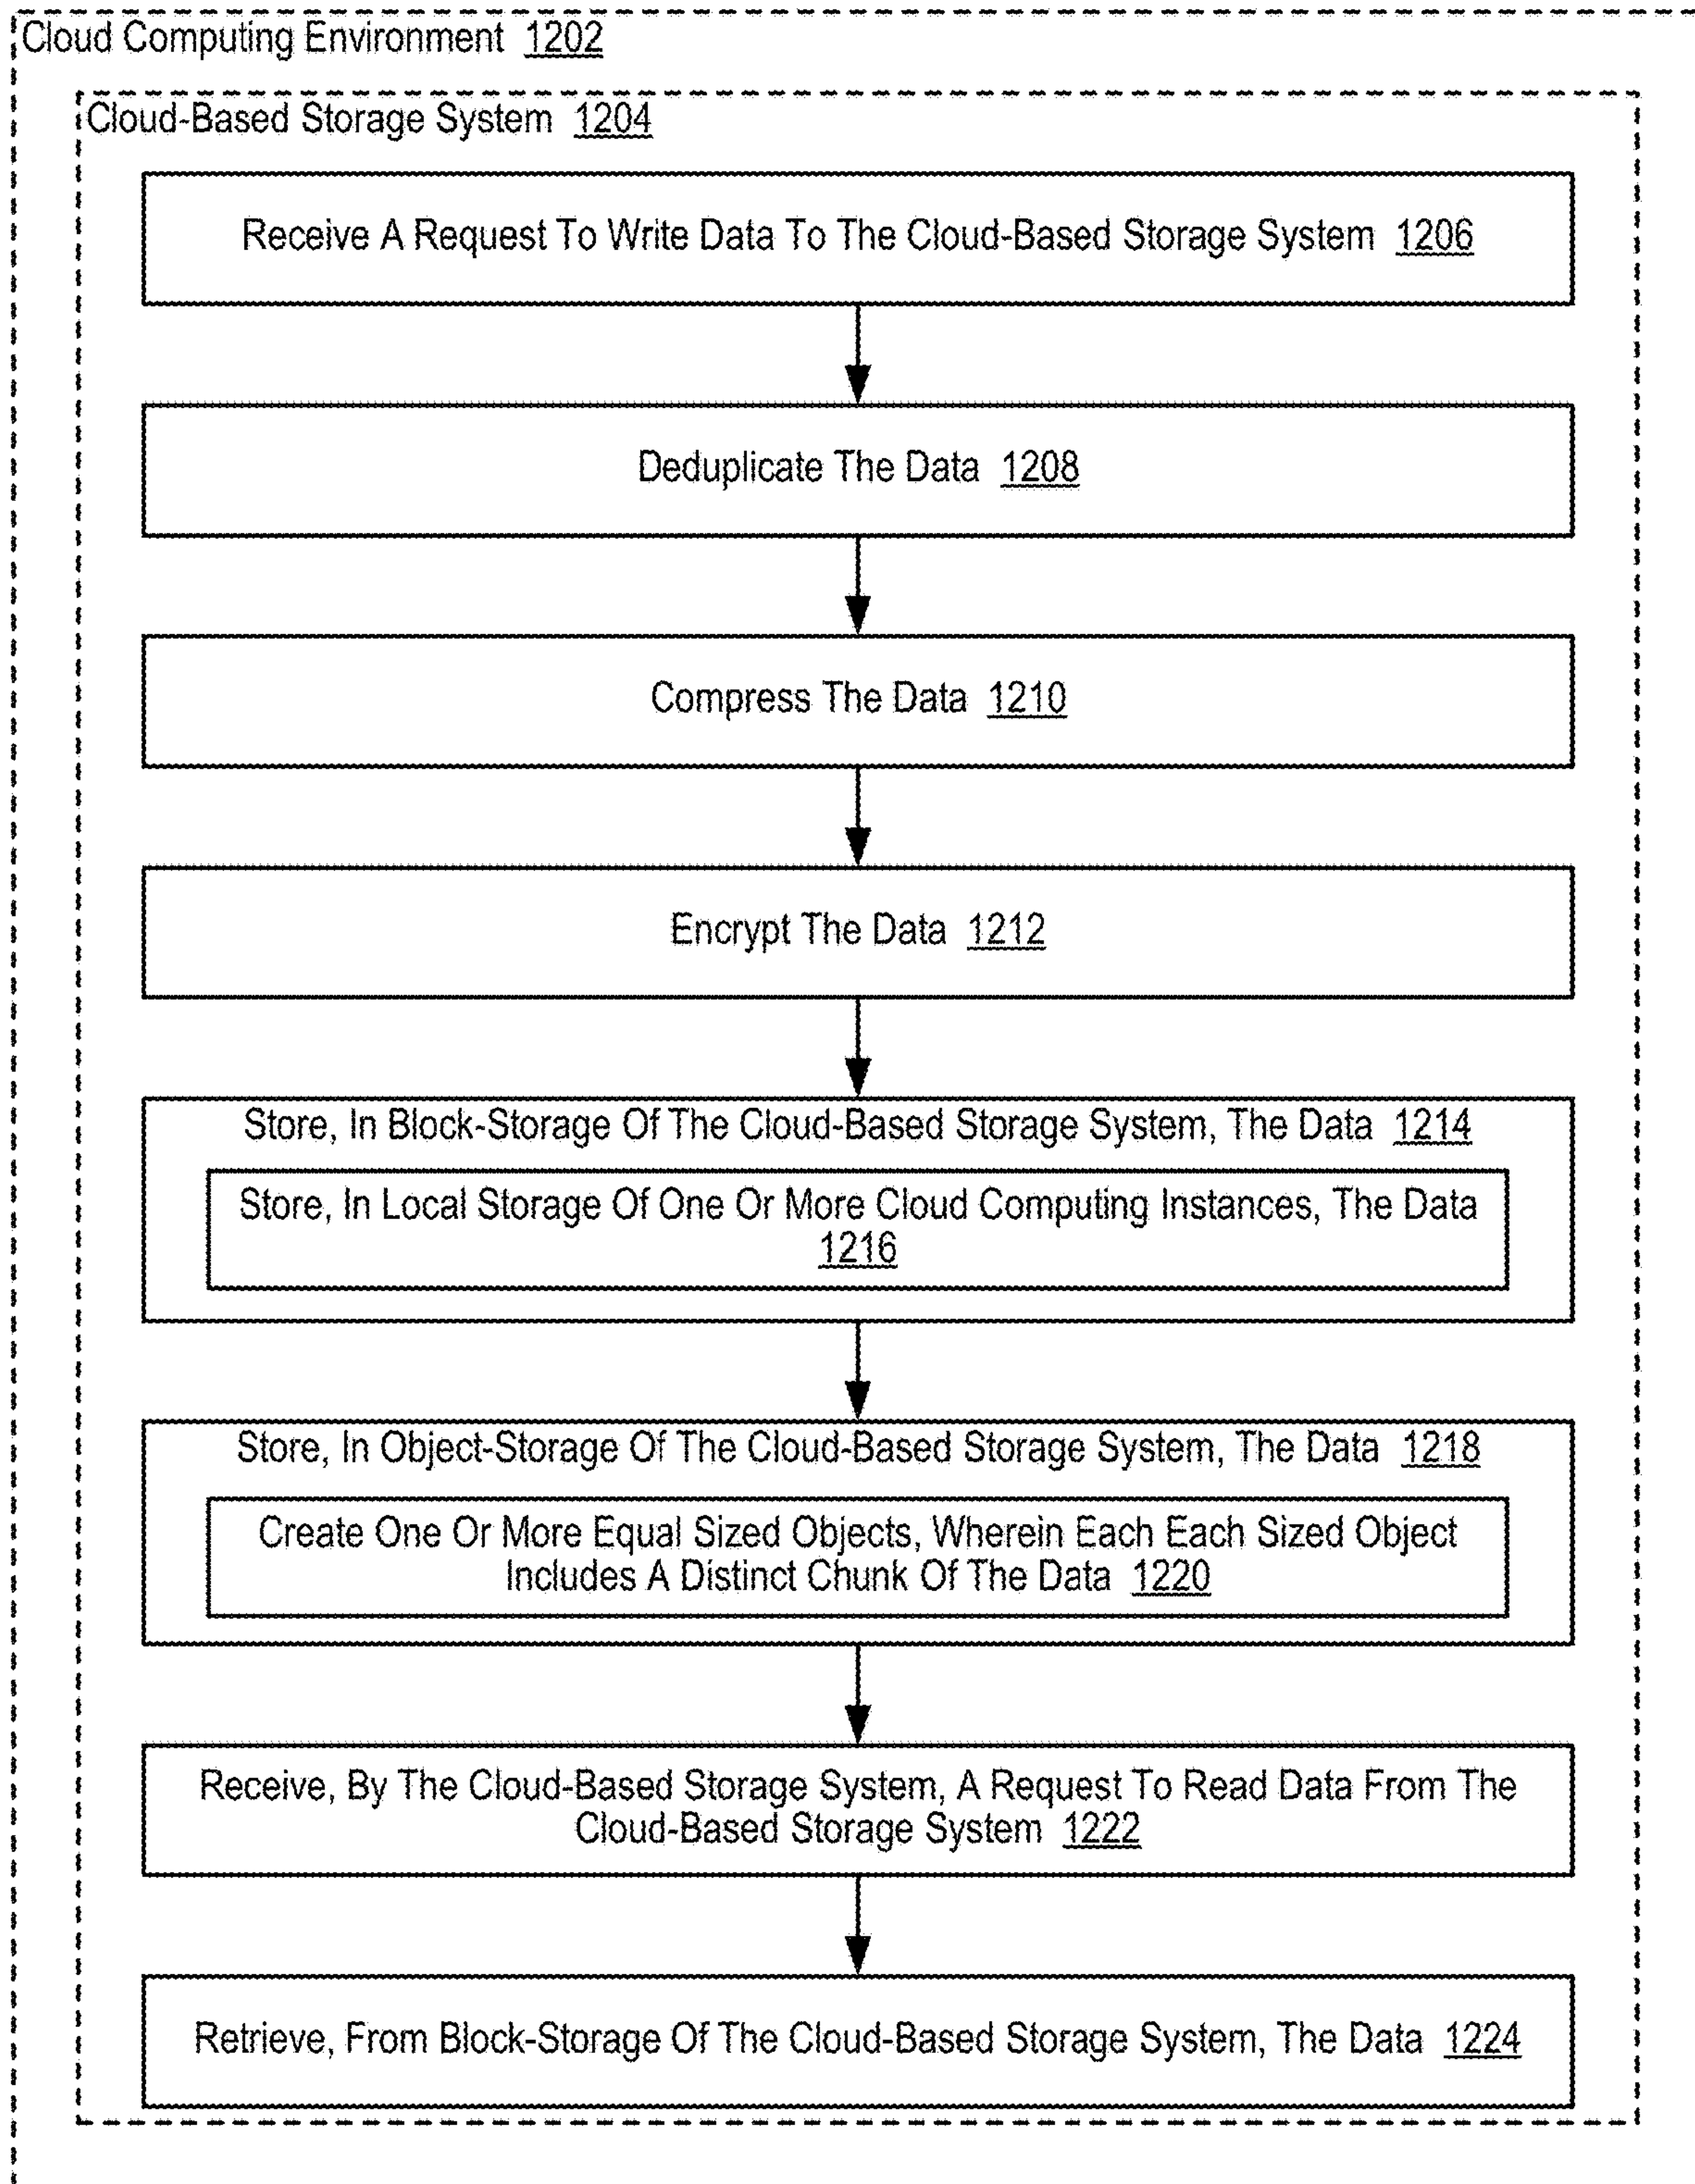 Cloud Computing Environment 1202
Cloud-Based Storage System 1204
Receive A Request To Write Data To The Cloud-Based Storage System 1206
Deduplicate The Data 1208
Compress The Data 1210
Encrypt The Data 1212
Store, In Block-Storage Of The Cloud-Based Storage System, The Data 1214
Store, In Local Storage Of One Or More Cloud Computing Instances, The Data
1216
Store, In Object-Storage Of The Cloud-Based Storage System, The Data 1218
Create One Or More Equal Sized Objects, Wherein Each Each Sized Object
Includes A Distinct Chunk Of The Data 1220
Receive, By The Cloud-Based Storage System, A Request To Read Data From The
Cloud-Based Storage System 1222
Retrieve, From Block-Storage Of The Cloud-Based Storage System, The Data 1224